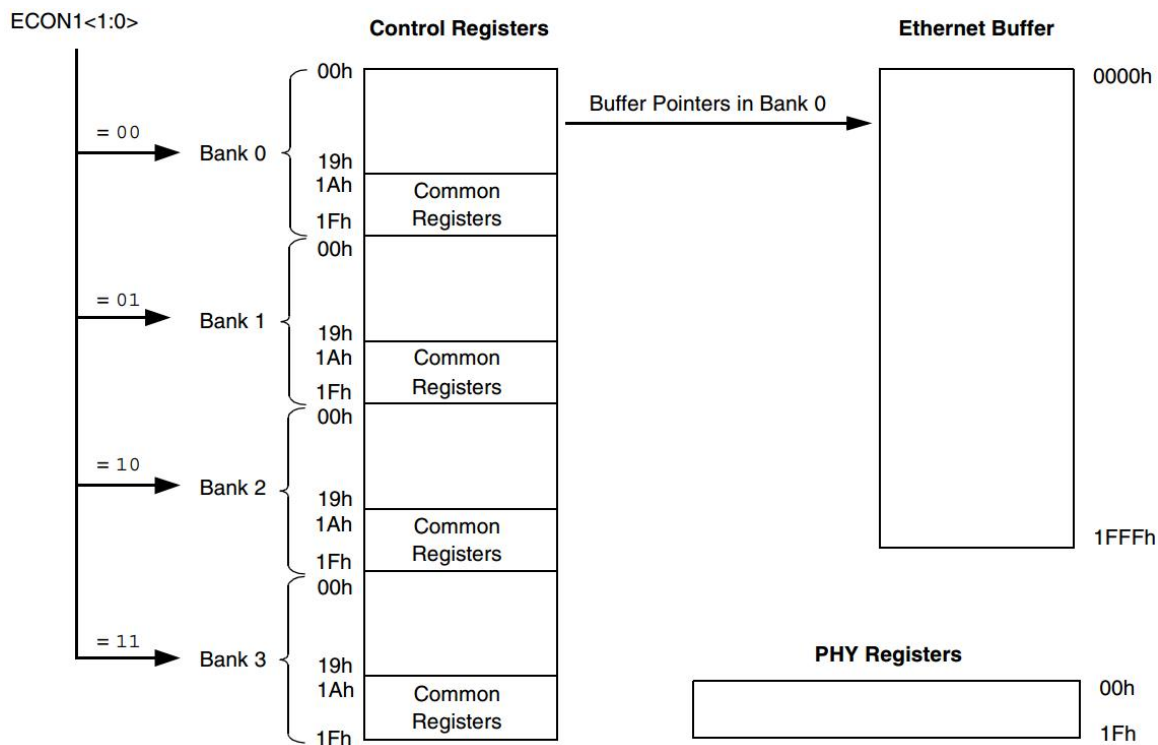 ECON1<1:0>
Control Registers
Ethernet Buffer
00h
0000h
Buffer Pointers in Bank 0
= 00
Bank 0
19h
1Ah
Common
Registers
1Fh
00h
= 01
Bank 1
19h
1Ah
Common
Registers
1Fh
00h
= 10
Bank 2
19h
1Ah
Common
Registers
1Fh
1FFFh
00h
= 11
Bank 3
19h
1Ah
Common
Registers
1Fh
PHY Registers
00h
1Fh